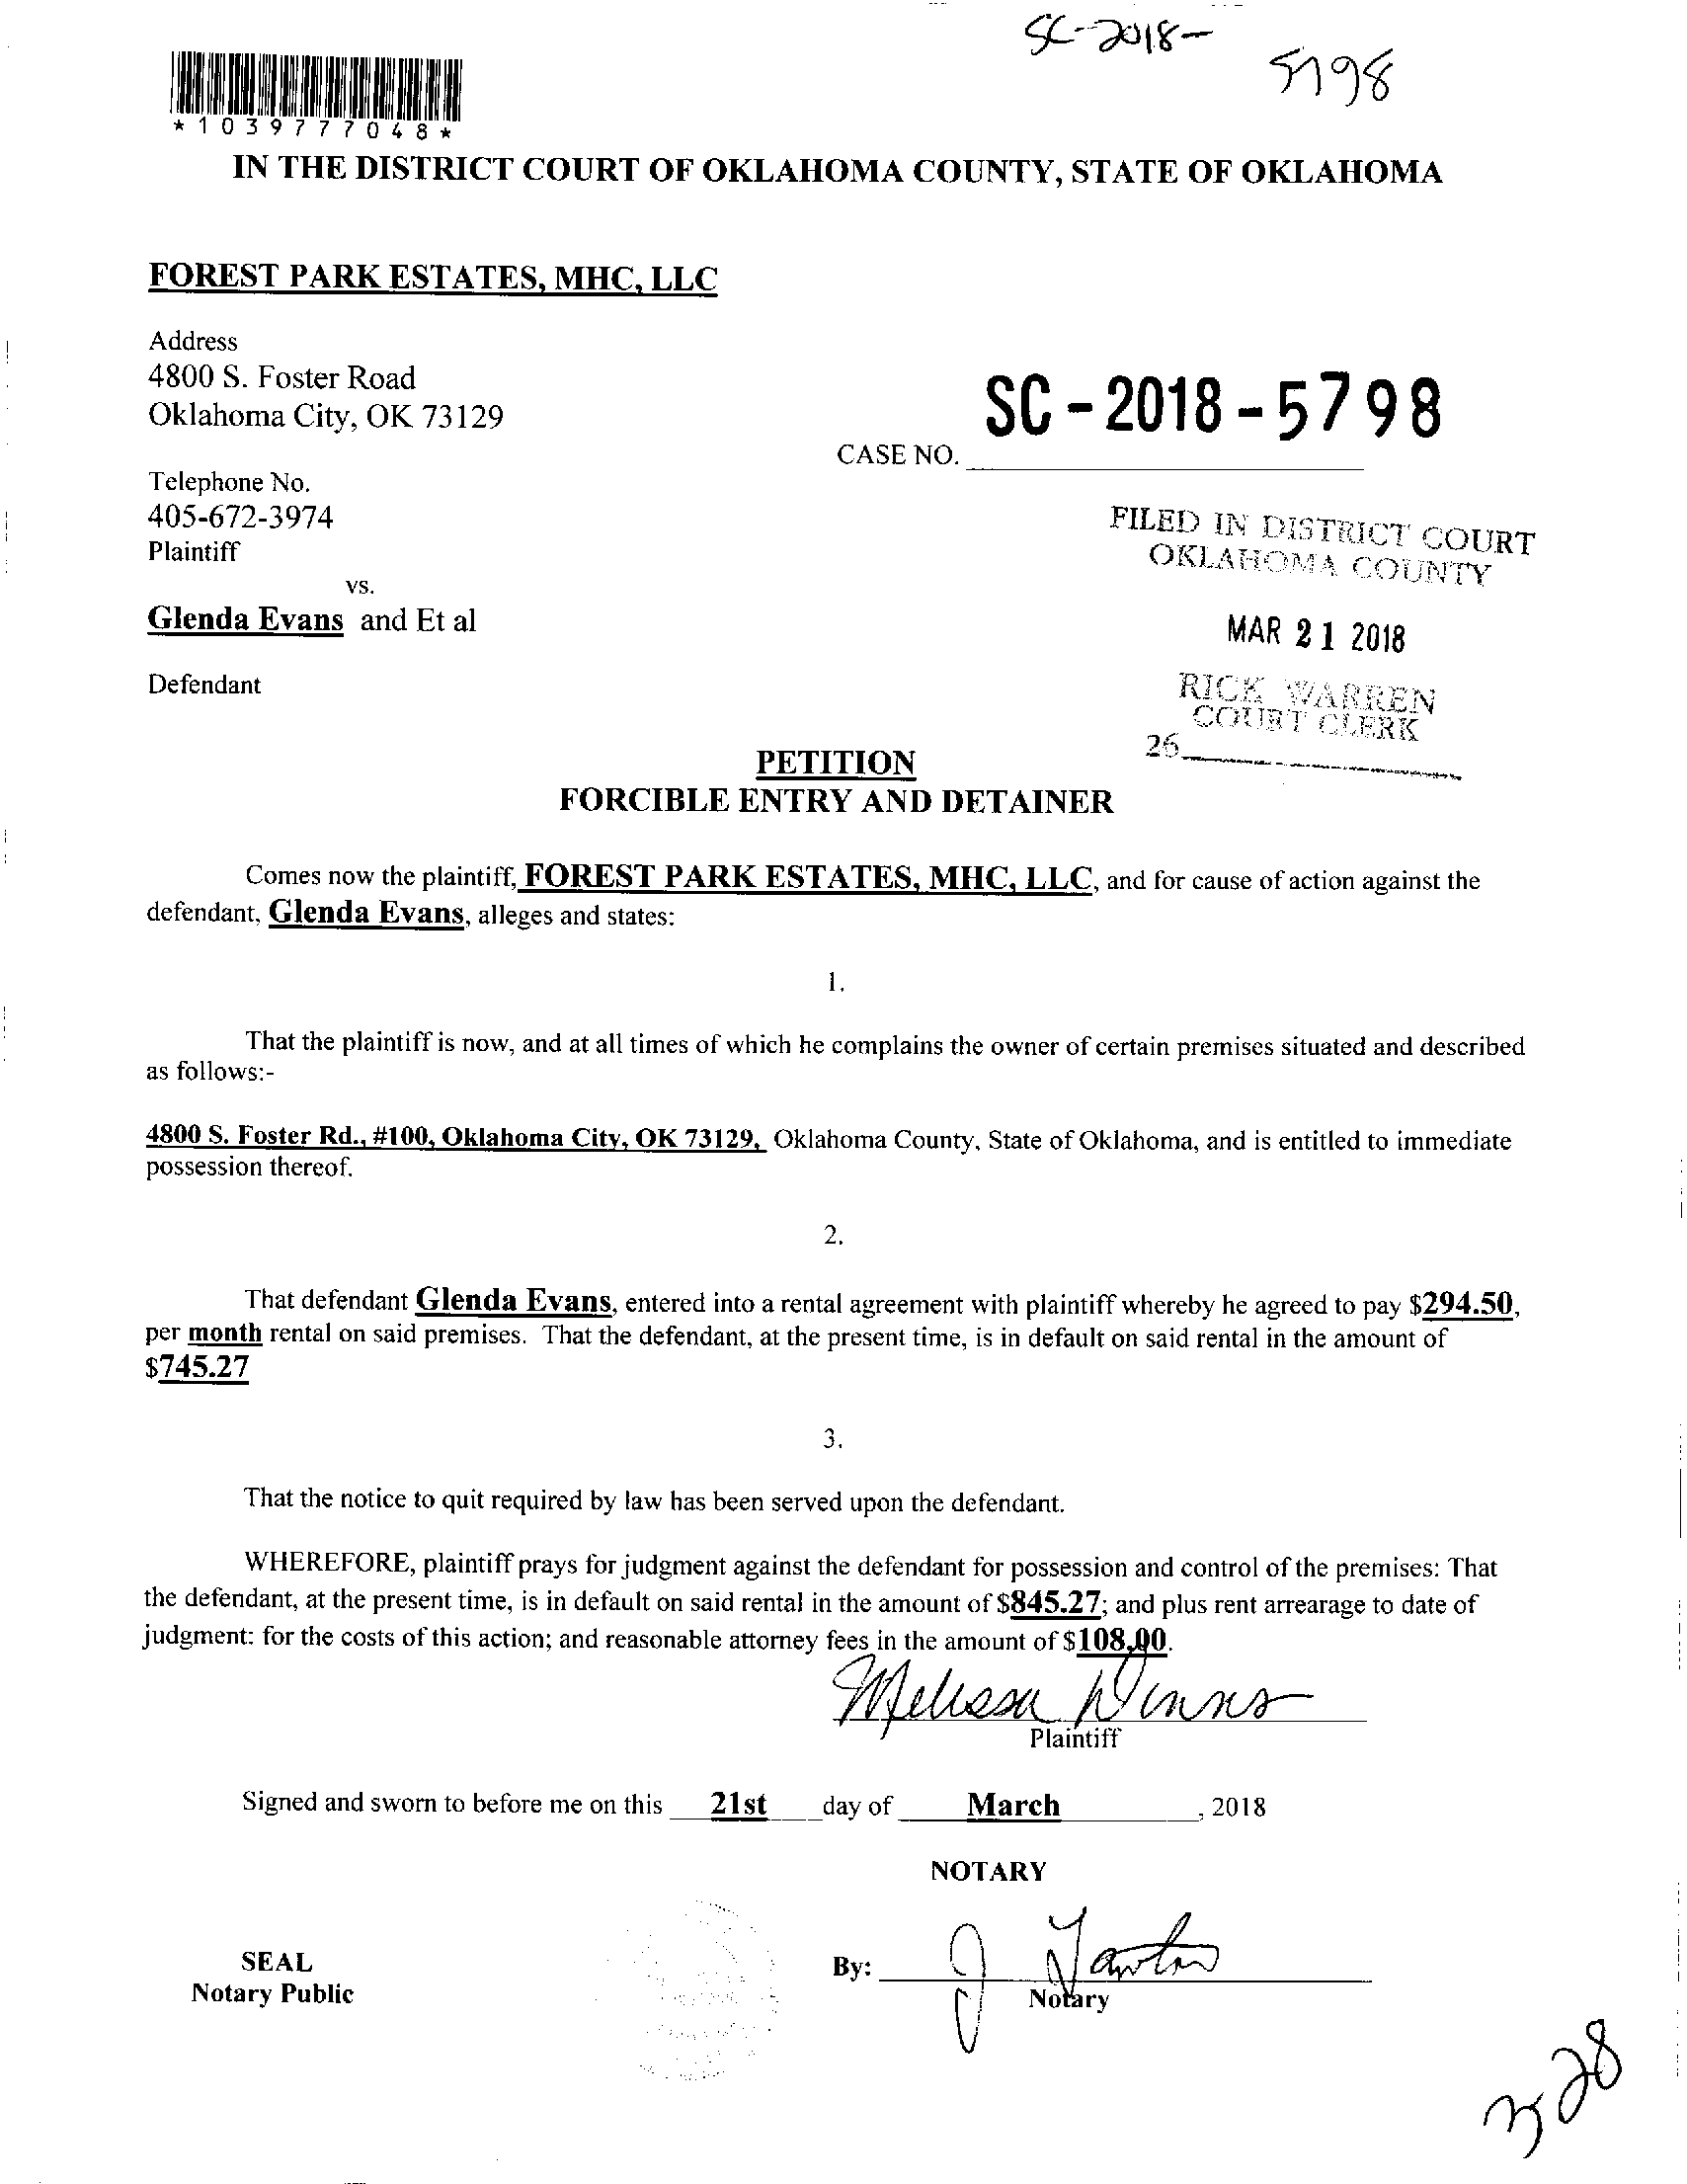 SC-2018-
5798
*1039777048*
IN THE DISTRICT COURT OF OKLAHOMA COUNTY, STATE OF OKLAHOMA
FOREST PARK ESTATES, MHC, LLC
Address
4800 S. Foster Road
Oklahoma City, OK 73129
SC-2018-5798
CASE NO.
Telephone No.
405-672-3974
Plaintiff
FILED IN DISTRICT COURT
OKLAHOMA COUNTY
vs.
Glenda Evans and Et al
MAR 21 2018
Defendant
RICK WARREN
COURT CLERK
26
PETITION
FORCIBLE ENTRY AND DETAINER
Comes now the plaintiff, FOREST PARK ESTATES, MHC, LLC, and for cause of action against the
defendant, Glenda Evans, alleges and states:
1.
That the plaintiff is now, and at all times of which he complains the owner of certain premises situated and described
as follows:-
4800 S. Foster Rd., #100, Oklahoma City, OK 73129, Oklahoma County, State of Oklahoma, and is entitled to immediate
possession thereof.
2.
That defendant Glenda Evans, entered into a rental agreement with plaintiff whereby he agreed to pay $294.50,
per month rental on said premises. That the defendant, at the present time, is in default on said rental in the amount of
$745.27
3.
That the notice to quit required by law has been served upon the defendant.
WHEREFORE, plaintiff prays for judgment against the defendant for possession and control of the premises: That
the defendant, at the present time, is in default on said rental in the amount of $845.27; and plus rent arrearage to date of
judgment: for the costs of this action; and reasonable attorney fees in the amount of $108.00.
Melissa
Plaintiff
Signed and sworn to before me on this 21st day of March, 2018
NOTARY
SEAL
Notary Public
By: J
Notary
3-28